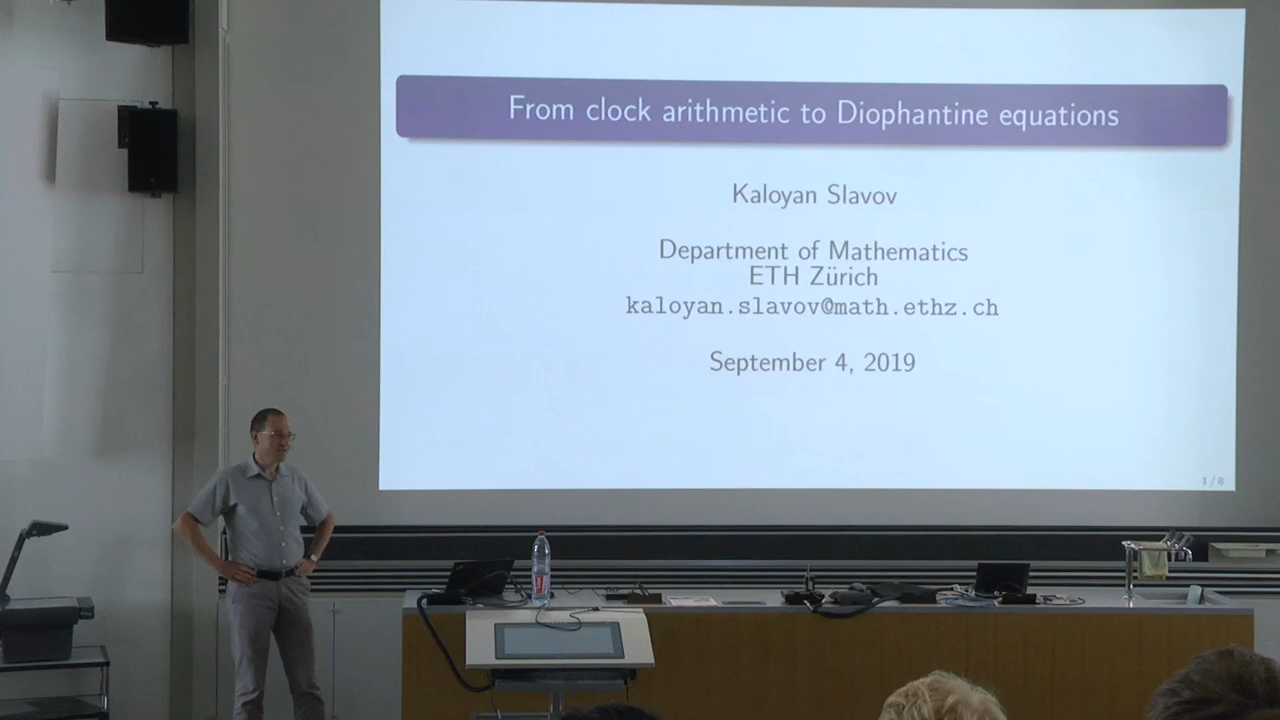 From clock arithmetic to Diophantine equations
Kaloyan Slavov
Department of Mathematics
ETH Zürich
kaloyan.slavov@math.ethz.ch
September 4, 2019
1 / 8